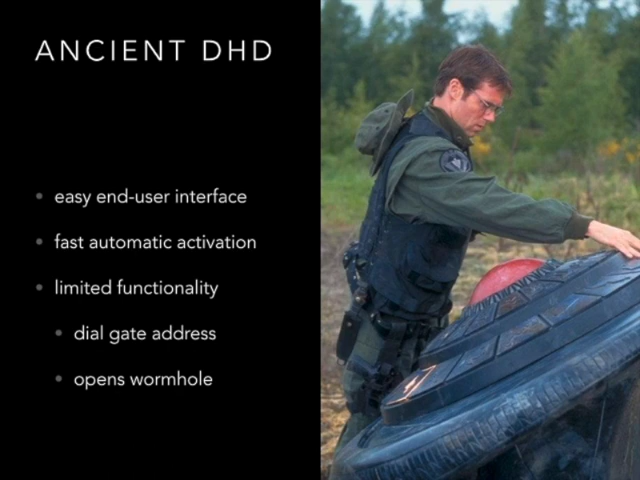 ANCIENT DHD
• easy end-user interface
• fast automatic activation
• limited functionality
• dial gate address
• opens wormhole